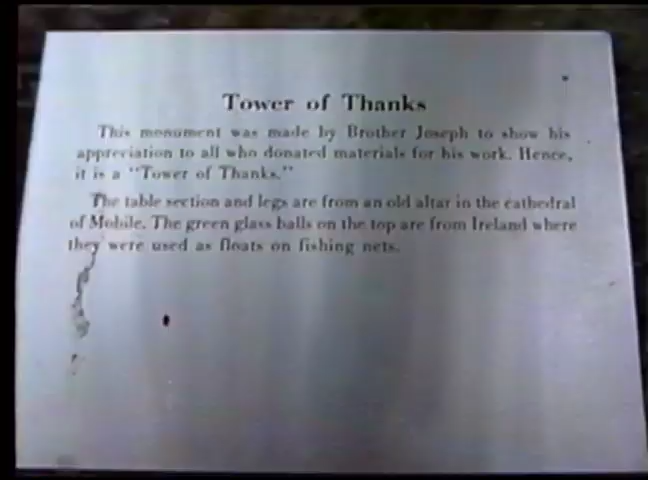 Tower of Thanks
This monument was made by Brother Joseph to show his
appreciation to all who donated materials for his work. Hence,
it is a "Tower of Thanks."
The table section and legs are from an old altar in the cathedral
of Mobile. The green glass balls on the top are from Ireland where
they were used as floats on fishing nets.